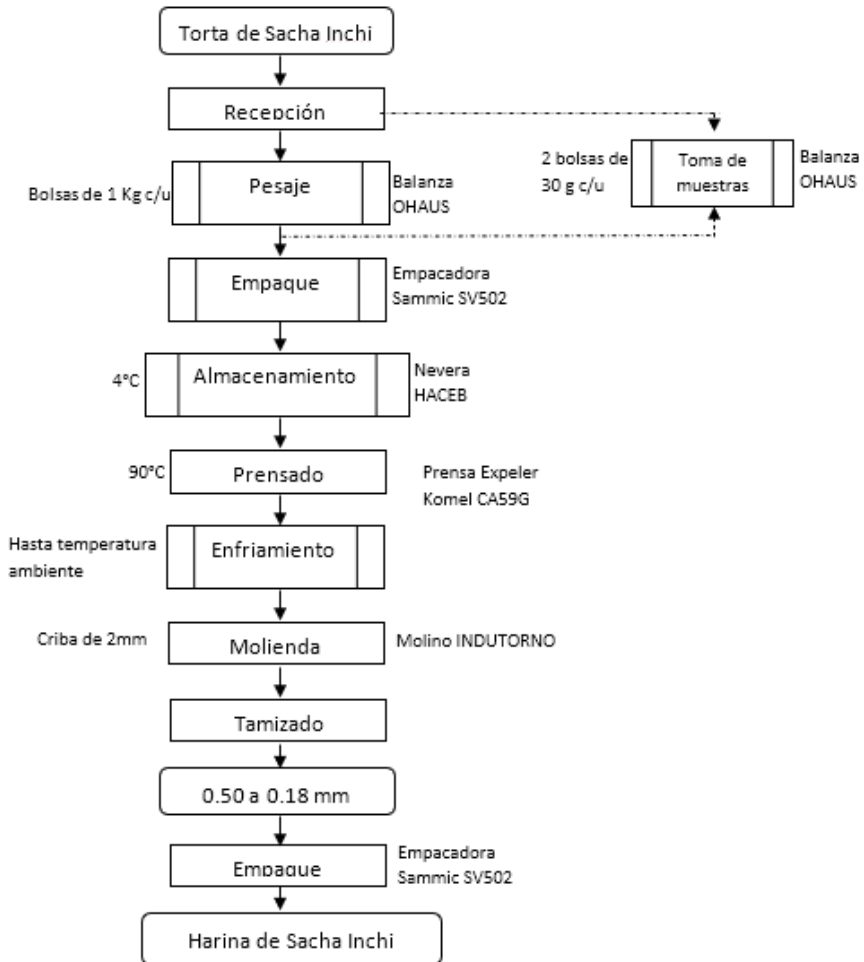 Torta de Sacha Inchi
Recepción
2 bolsas de
30 g c/u
Toma de
muestras
Balanza
OHAUS
Bolsas de 1 Kg c/u
Pesaje
Balanza
OHAUS
Empaque
Empacadora
Sammic SV502
4°C
Almacenamiento
Nevera
HACEB
90°C
Prensado
Prensa Expeler
Komel CA59G
Hasta temperatura
ambiente
Enfriamiento
Criba de 2mm
Molienda
Molino INDUTORNO
Tamizado
0.50 a 0.18 mm
Empaque
Empacadora
Sammic SV502
Harina de Sacha Inchi